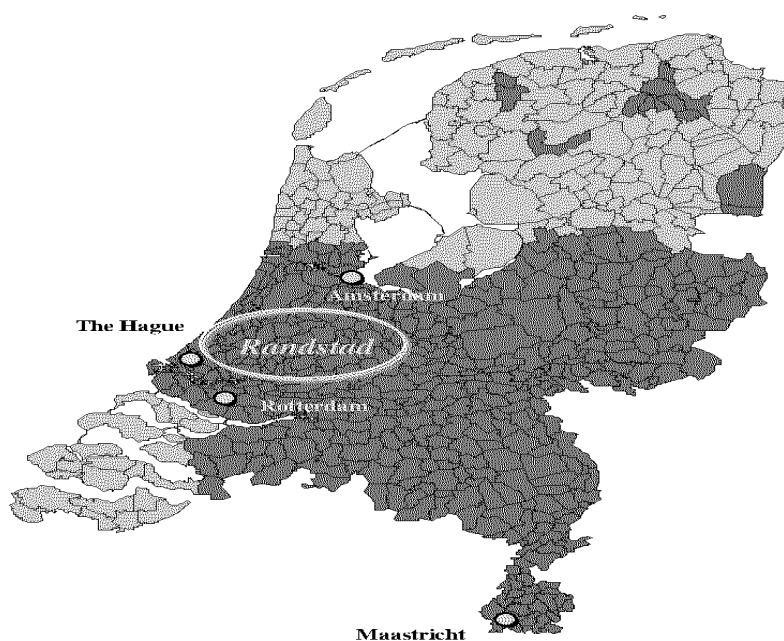 Amsterdam
The Hague
Randstad
Rotterdam
Maastricht